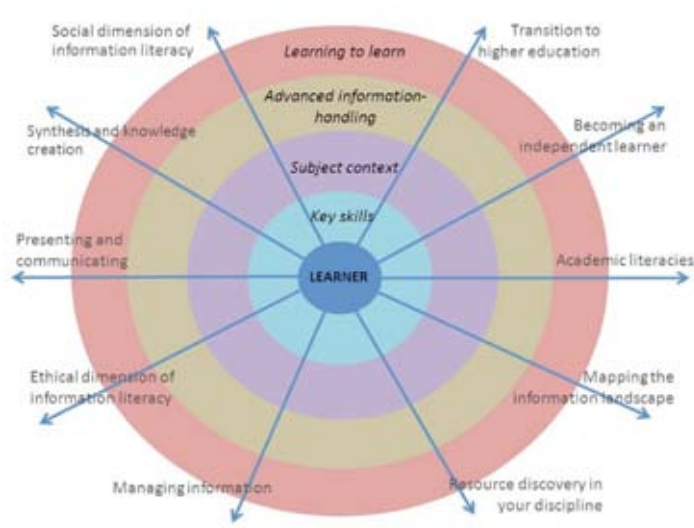 Social dimension of
information literacy
Transition to
higher education
Learning to learn
Advanced information-
handling
Synthesis and knowledge
creation
Becoming an
independent learner
Subject context
Key skills
Presenting and
communicating
LEARNER
Academic literacies
Ethical dimension of
information literacy
Mapping the
information landscape
Managing information
Resource discovery in
your discipline